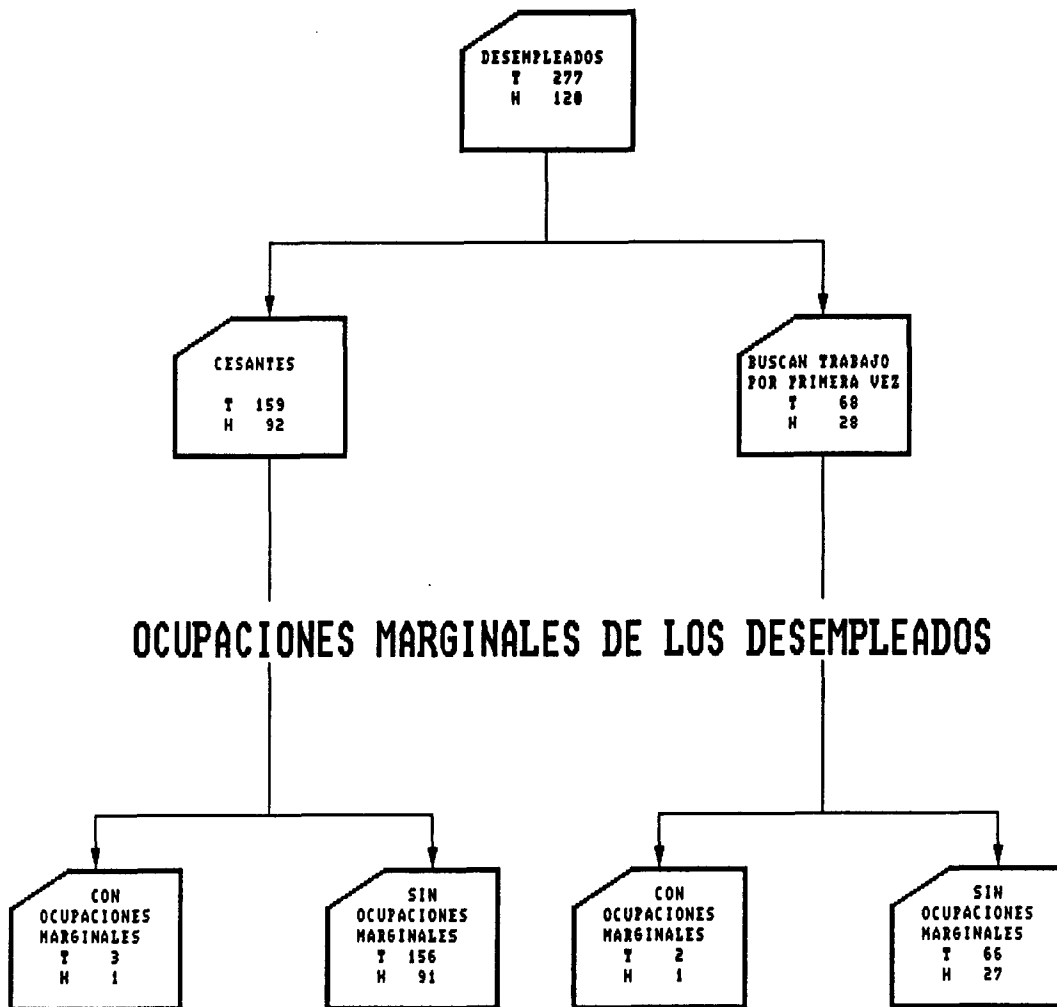 DESEMPLEADOS
T 277
H 120
CESANTES
T 159
H 92
BUSCAN TRABAJO
POR PRIMERA VEZ
T 68
H 28
OCUPACIONES MARGINALES DE LOS DESEMPLEADOS
CON
OCUPACIONES
MARGINALES
T 3
H 1
SIN
OCUPACIONES
MARGINALES
T 156
H 91
CON
OCUPACIONES
MARGINALES
T 2
H 1
SIN
OCUPACIONES
MARGINALES
T 66
H 27